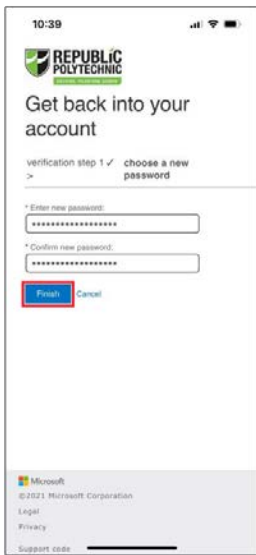 10:39
REPUBLIC
POLYTECHNIC
Get back into your
account
verification step 1 ✓ choose a new
> password
* Enter new password:
••••••••••••••••••
* Confirm new password:
••••••••••••••••••
Finish Cancel
Microsoft
©2021 Microsoft Corporation
Legal
Privacy
Support code